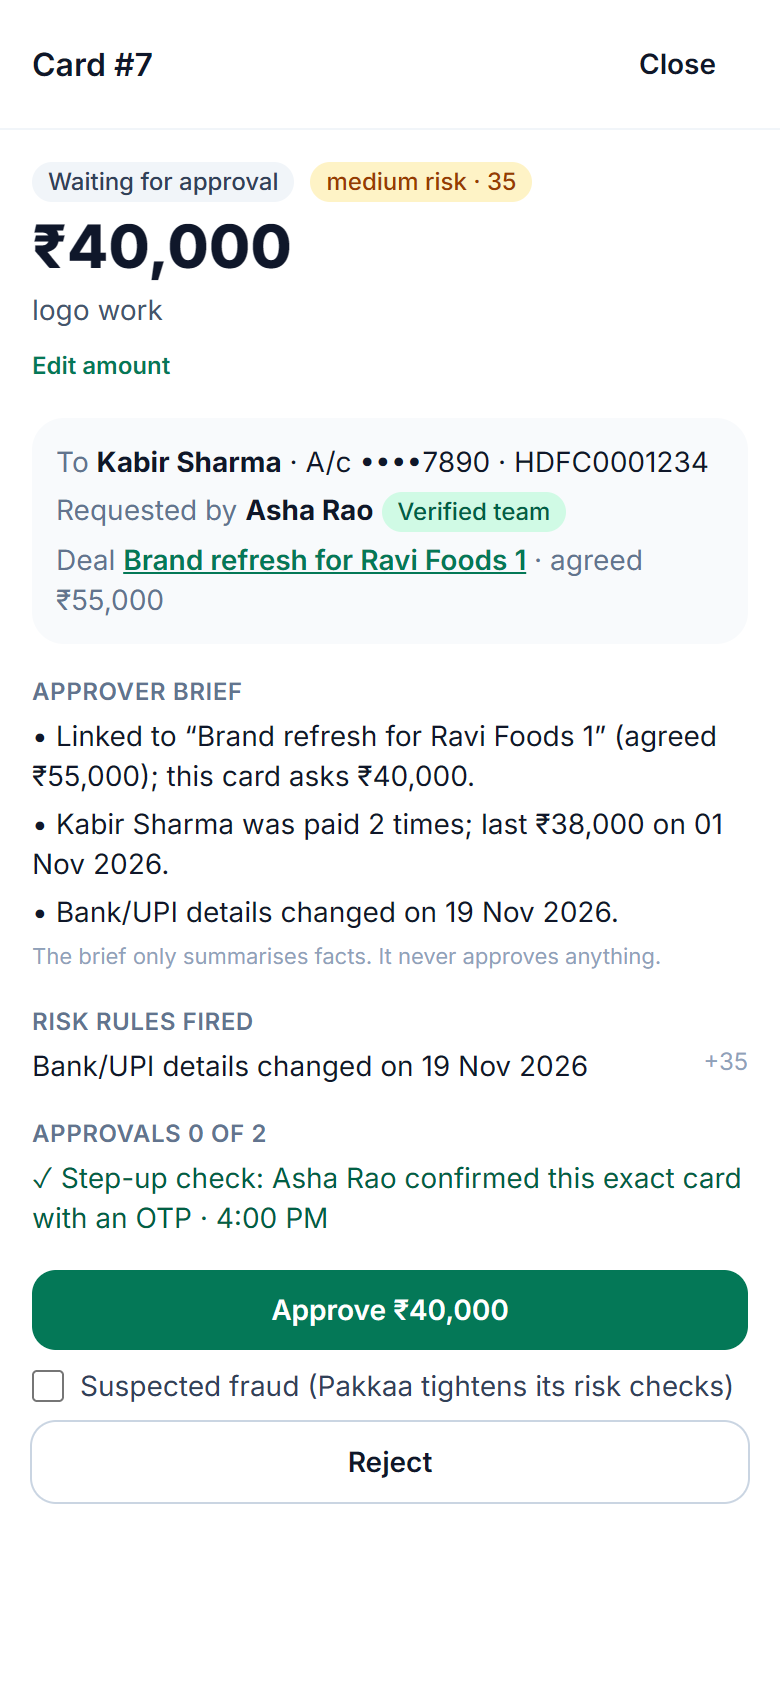 Card #7
Close
Waiting for approval
medium risk · 35
₹40,000
logo work
Edit amount
To Kabir Sharma · A/c ••••7890 · HDFC0001234
Requested by Asha Rao Verified team
Deal Brand refresh for Ravi Foods 1 · agreed
₹55,000
APPROVER BRIEF
• Linked to “Brand refresh for Ravi Foods 1” (agreed
₹55,000); this card asks ₹40,000.
• Kabir Sharma was paid 2 times; last ₹38,000 on 01
Nov 2026.
• Bank/UPI details changed on 19 Nov 2026.
The brief only summarises facts. It never approves anything.
RISK RULES FIRED
Bank/UPI details changed on 19 Nov 2026 +35
APPROVALS 0 OF 2
✓ Step-up check: Asha Rao confirmed this exact card
with an OTP · 4:00 PM
Approve ₹40,000
Suspected fraud (Pakkaa tightens its risk checks)
Reject